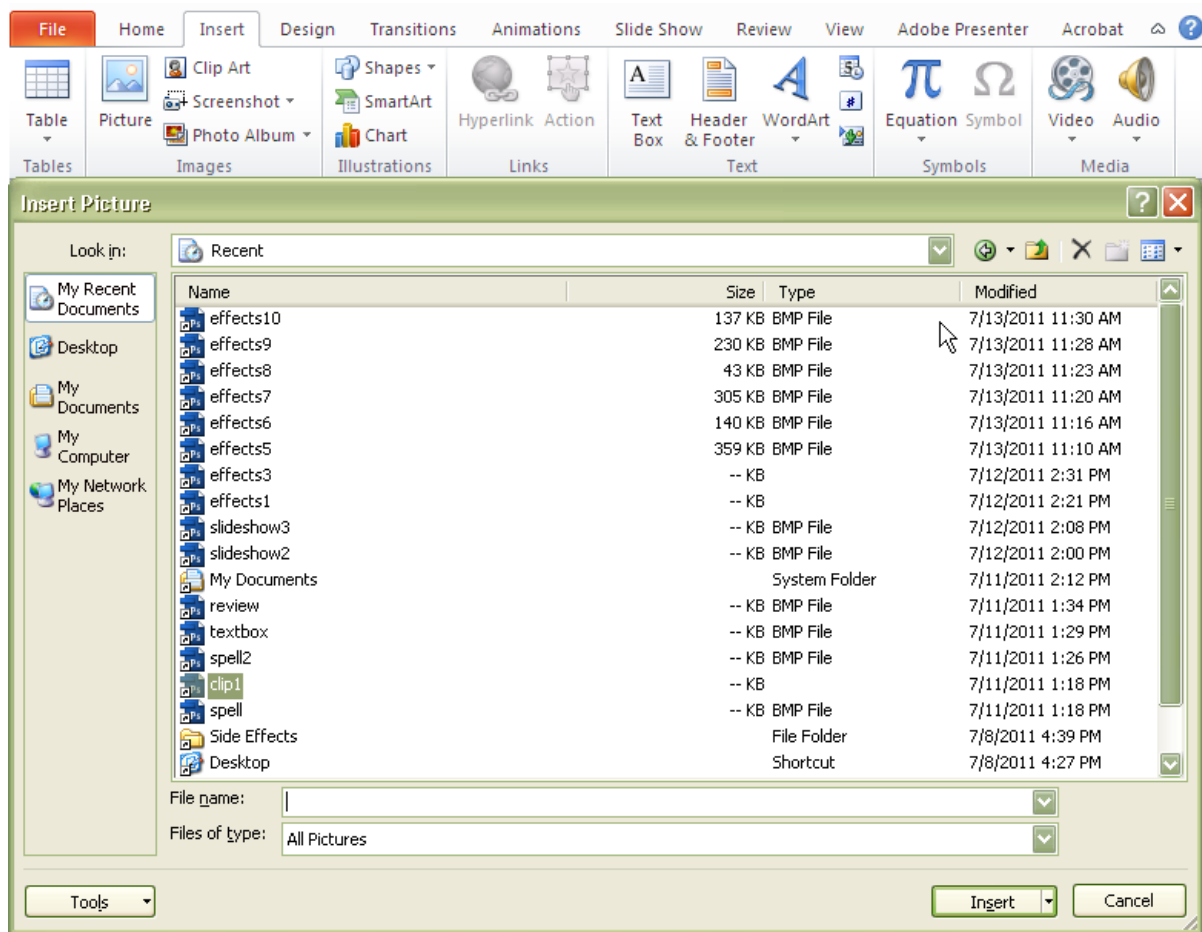 File Home Insert Design Transitions Animations Slide Show Review View Adobe Presenter Acrobat
Table
Picture
Clip Art
Screenshot
Photo Album
Shapes
SmartArt
Chart
Hyperlink Action
Text Box
Header & Footer
WordArt
Equation Symbol
Video Audio
Tables Images Illustrations Links Text Symbols Media
Insert Picture
Look in: Recent
My Recent
Documents
Desktop
My
Documents
My
Computer
My Network
Places
Name Size Type Modified
effects10 137 KB BMP File 7/13/2011 11:30 AM
effects9 230 KB BMP File 7/13/2011 11:28 AM
effects8 43 KB BMP File 7/13/2011 11:23 AM
effects7 305 KB BMP File 7/13/2011 11:20 AM
effects6 140 KB BMP File 7/13/2011 11:16 AM
effects5 359 KB BMP File 7/13/2011 11:10 AM
effects3 -- KB 7/12/2011 2:31 PM
effects1 -- KB 7/12/2011 2:21 PM
slideshow3 -- KB BMP File 7/12/2011 2:08 PM
slideshow2 -- KB BMP File 7/12/2011 2:00 PM
My Documents System Folder 7/11/2011 2:12 PM
review -- KB BMP File 7/11/2011 1:34 PM
textbox -- KB BMP File 7/11/2011 1:29 PM
spell2 -- KB BMP File 7/11/2011 1:26 PM
clip1 -- KB 7/11/2011 1:18 PM
spell -- KB BMP File 7/11/2011 1:18 PM
Side Effects File Folder 7/8/2011 4:39 PM
Desktop Shortcut 7/8/2011 4:27 PM
File name:
Files of type: All Pictures
Tools Insert Cancel